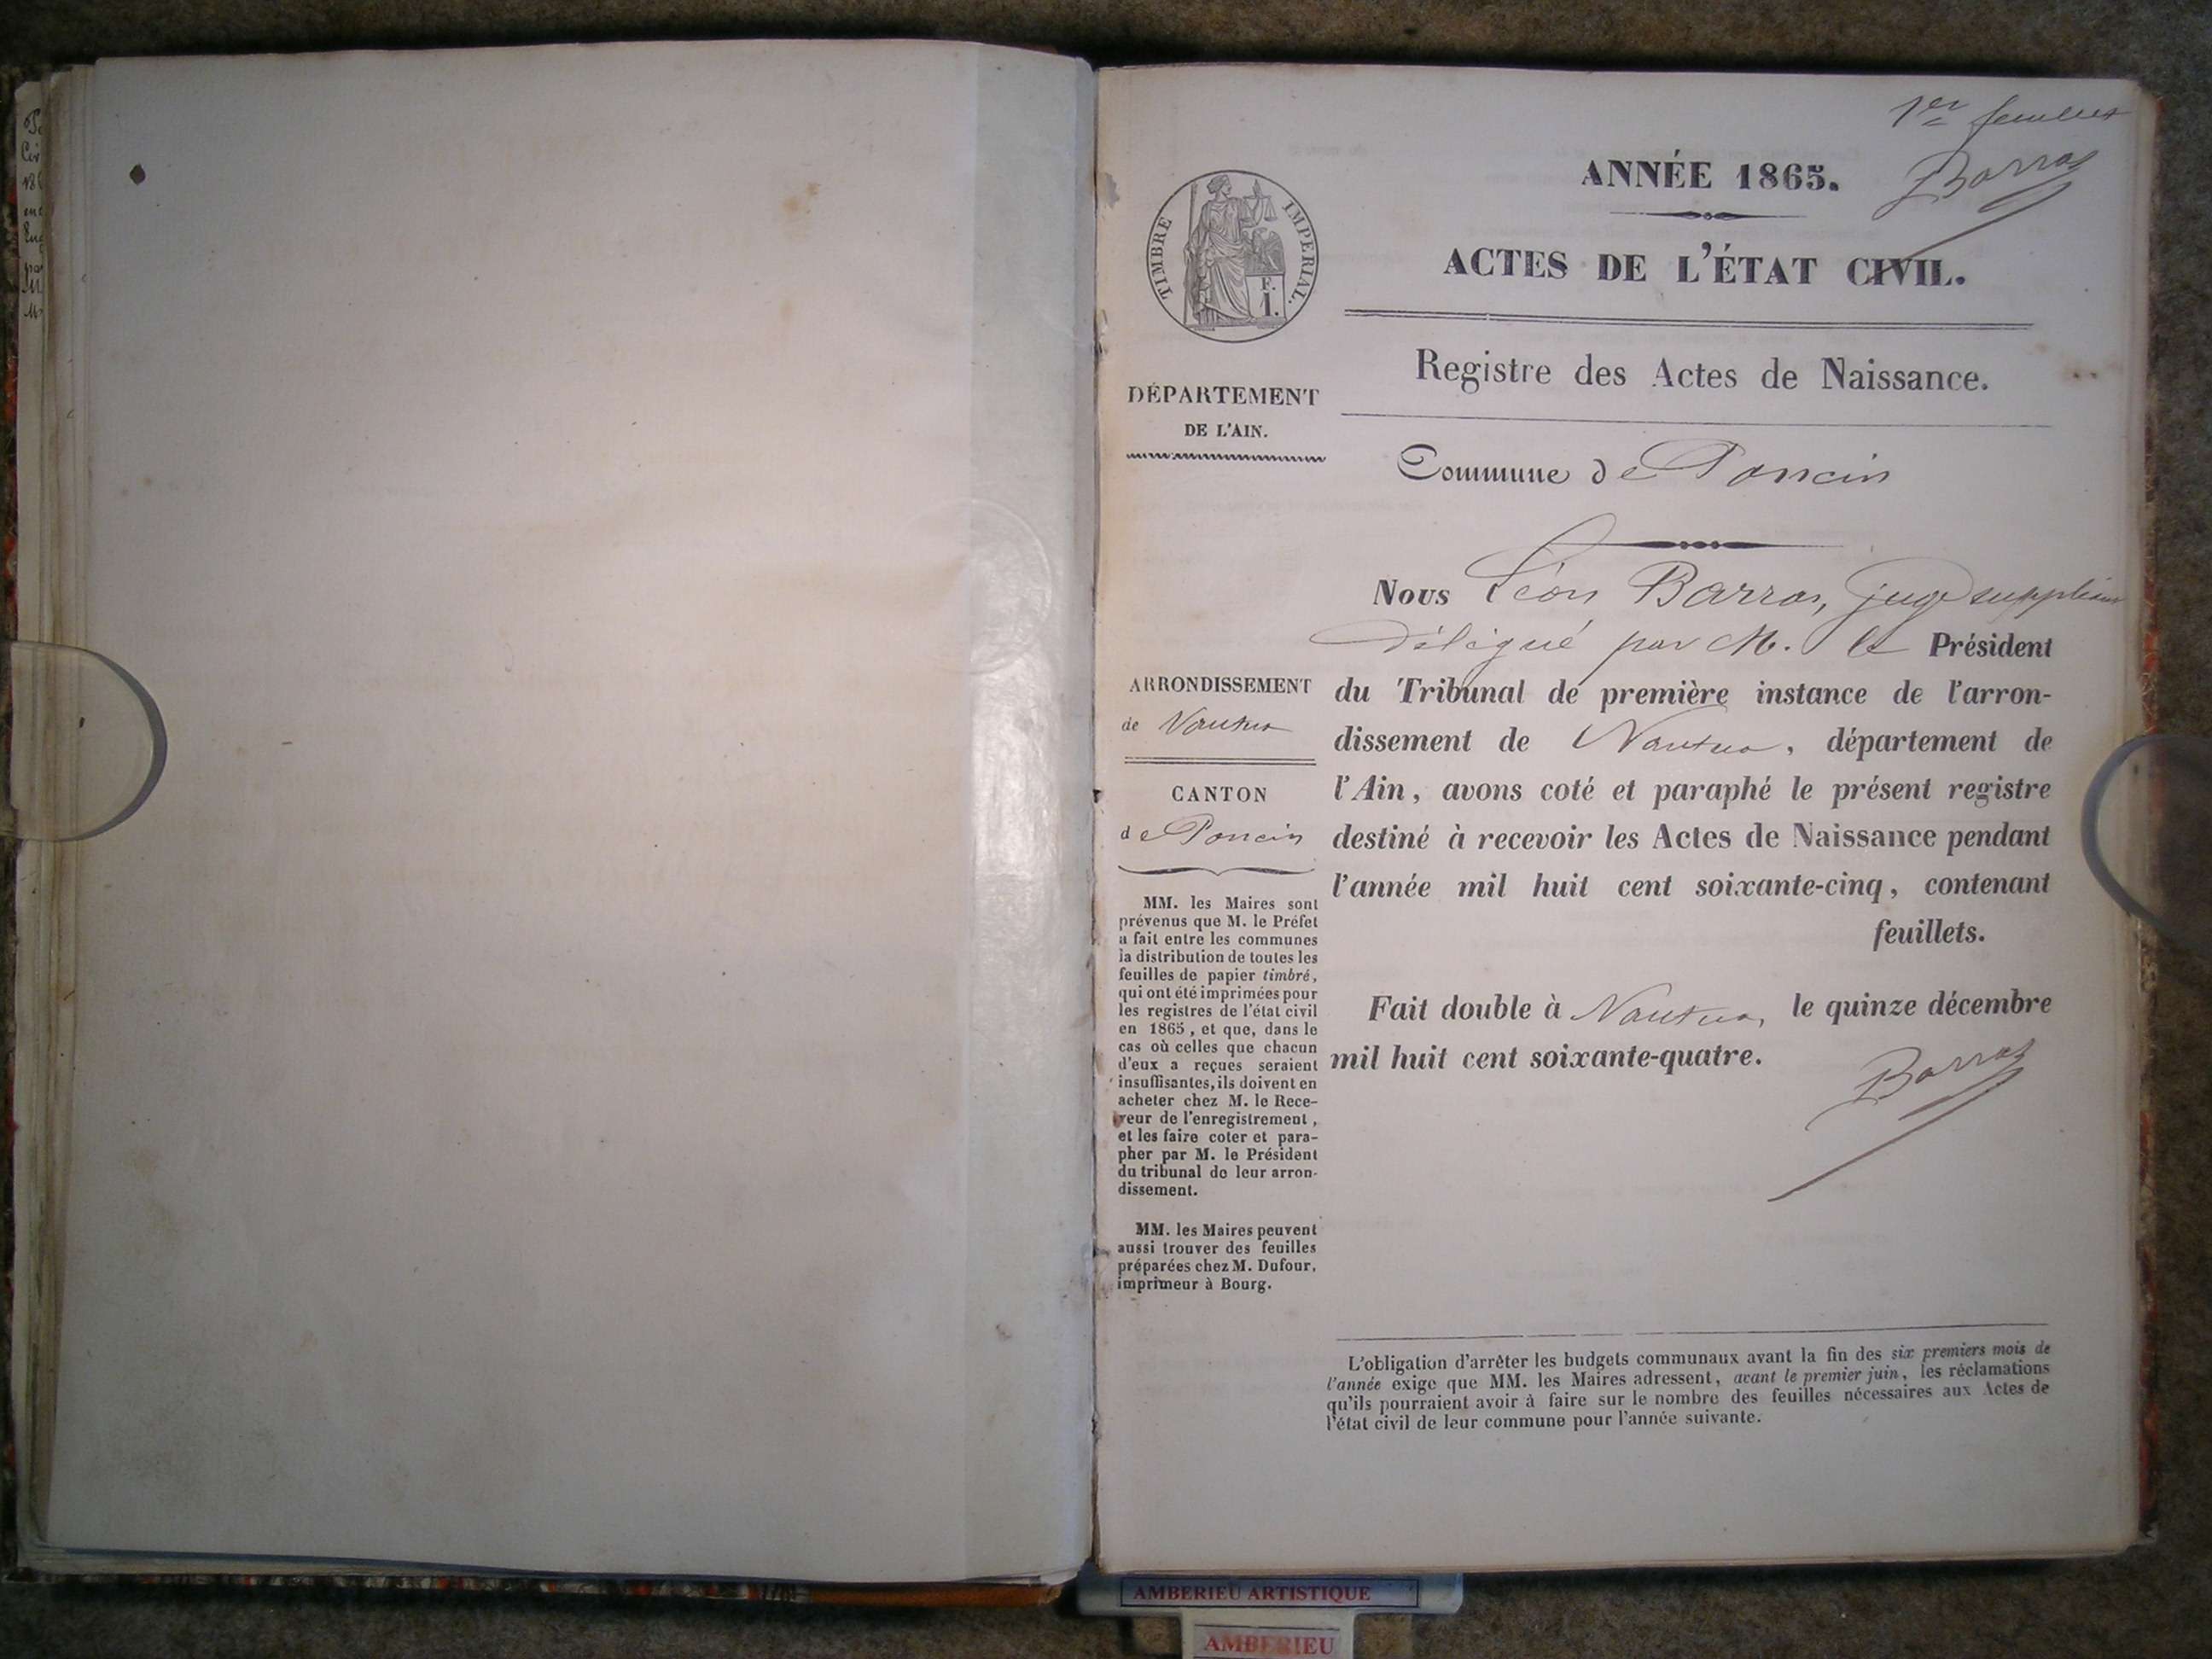 1er feuillet
Barras
ANNÉE 1865.
TIMBRE IMPERIAL.
F.
1.
ACTES DE L'ÉTAT CIVIL.
Registre des Actes de Naissance.
DÉPARTEMENT
DE L'AIN.
Commune de Poncin
Nous Léon Barras, juge suppléant
délégué par M. le Président
du Tribunal de première instance de l'arron-
dissement de Nantua, département de
l'Ain, avons coté et paraphé le présent registre
destiné à recevoir les Actes de Naissance pendant
l'année mil huit cent soixante-cinq, contenant
feuillets.
Fait double à Nantua, le quinze décembre
mil huit cent soixante-quatre.
Barras
ARRONDISSEMENT
de Nantua
CANTON
de Poncin
MM. les Maires sont
prévenus que M. le Préfet
a fait entre les communes
la distribution de toutes les
feuilles de papier timbré,
qui ont été imprimées pour
les registres de l'état civil
en 1865, et que, dans le
cas où celles que chacun
d'eux a reçues seraient
insuffisantes, ils doivent en
acheter chez M. le Rece-
veur de l'enregistrement,
et les faire coter et para-
pher par M. le Président
du tribunal de leur arron-
dissement.
MM. les Maires peuvent
aussi trouver des feuilles
préparées chez M. Dufour,
imprimeur à Bourg.
L'obligation d'arrêter les budgets communaux avant la fin des six premiers mois de
l'année exige que MM. les Maires adressent, avant le premier juin, les réclamations
qu'ils pourraient avoir à faire sur le nombre des feuilles nécessaires aux Actes de
l'état civil de leur commune pour l'année suivante.
AMBERIEU ARTISTIQUE
AMBERIEU